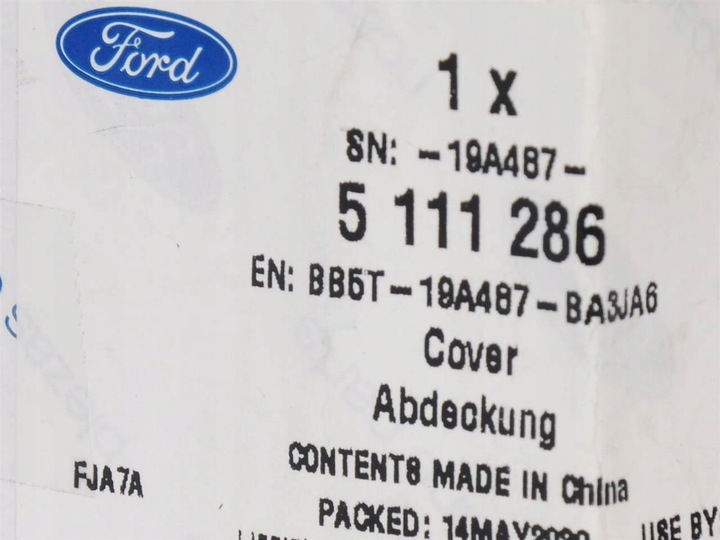 Ford
1 x
SN: -19A487-
5 111 286
EN: BB5T-19A487-BA3JA6
Cover
Abdeckung
FJA7A
CONTENTS MADE IN China
PACKED: 14MAY2020
USE BY